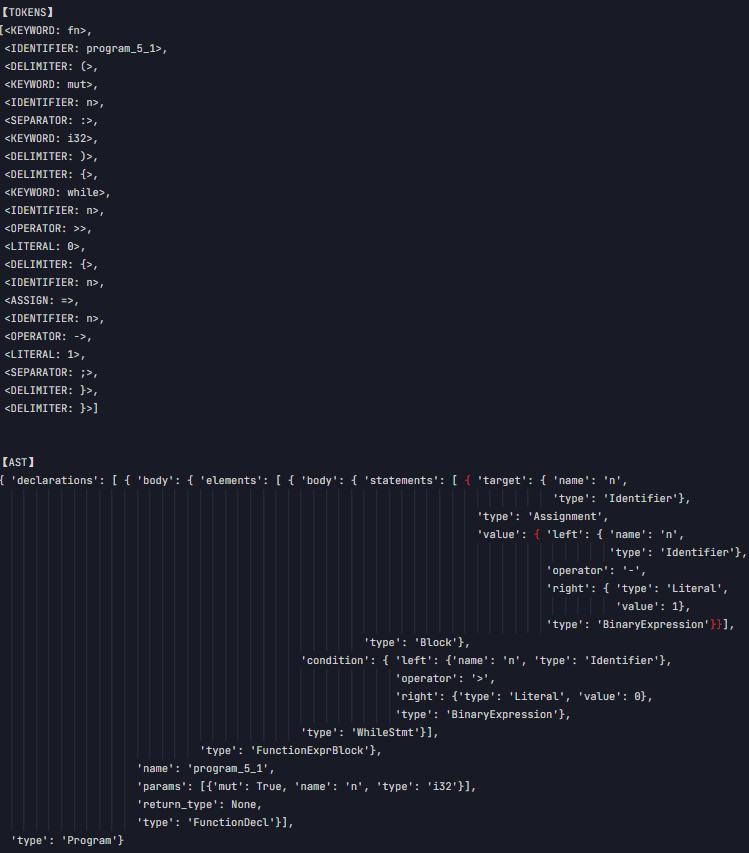 【TOKENS】
[<KEYWORD: fn>,
<IDENTIFIER: program_5_1>,
<DELIMITER: (>,
<KEYWORD: mut>,
<IDENTIFIER: n>,
<SEPARATOR: :>,
<KEYWORD: i32>,
<DELIMITER: )>,
<DELIMITER: {>,
<KEYWORD: while>,
<IDENTIFIER: n>,
<OPERATOR: >>,
<LITERAL: 0>,
<DELIMITER: {>,
<IDENTIFIER: n>,
<ASSIGN: =>,
<IDENTIFIER: n>,
<OPERATOR: ->,
<LITERAL: 1>,
<SEPARATOR: ;>,
<DELIMITER: }>,
<DELIMITER: }>]
【AST】
{ 'declarations': [ { 'body': { 'elements': [ { 'body': { 'statements': [ { 'target': { 'name': 'n',
'type': 'Identifier'},
'type': 'Assignment',
'value': { 'left': { 'name': 'n',
'type': 'Identifier'},
'operator': '-',
'right': { 'type': 'Literal',
'value': 1},
'type': 'BinaryExpression'}}],
'type': 'Block'},
'condition': { 'left': {'name': 'n', 'type': 'Identifier'},
'operator': '>',
'right': {'type': 'Literal', 'value': 0},
'type': 'BinaryExpression'},
'type': 'WhileStmt'}],
'type': 'FunctionExprBlock'},
'name': 'program_5_1',
'params': [{'mut': True, 'name': 'n', 'type': 'i32'}],
'return_type': None,
'type': 'FunctionDecl'}],
'type': 'Program'}